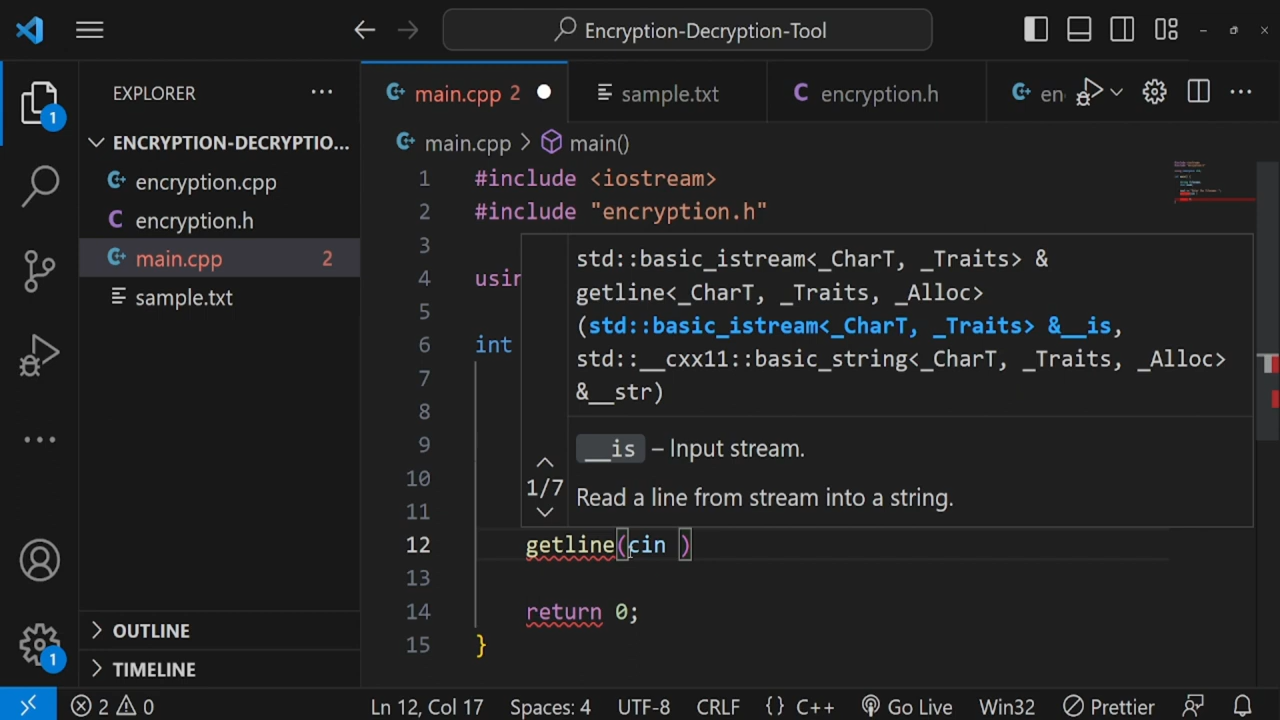 Encryption-Decryption-Tool
EXPLORER
main.cpp 2
sample.txt
encryption.h
en
1
ENCRYPTION-DECRYPTIO...
encryption.cpp
encryption.h
main.cpp 2
sample.txt
main.cpp > main()
1 #include <iostream>
2 #include "encryption.h"
3
4 usin
5
6 int
7
8
9
10
11
12 getline(cin )
13
14 return 0;
15 }
std::basic_istream<_CharT, _Traits> &
getline<_CharT, _Traits, _Alloc>
(std::basic_istream<_CharT, _Traits> &__is,
std::__cxx11::basic_string<_CharT, _Traits, _Alloc>
&__str)
1/7
__is – Input stream.
Read a line from stream into a string.
OUTLINE
TIMELINE
1
2 0
Ln 12, Col 17
Spaces: 4
UTF-8
CRLF
{} C++
Go Live
Win32
Prettier